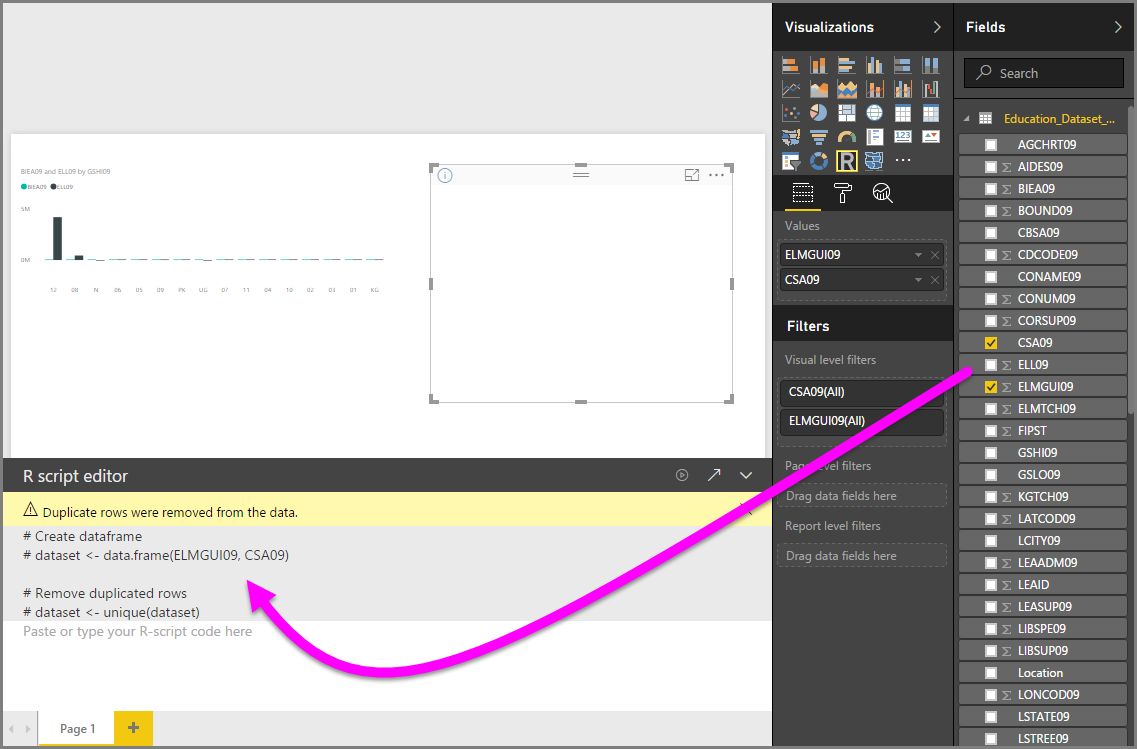 BIEA09 and ELL09 by GSHI09
BIEA09 ELL09
5M
0M
12 08 N 06 05 09 PK UG 07 11 04 10 02 03 01 KG
R script editor
Duplicate rows were removed from the data.
# Create dataframe
# dataset <- data.frame(ELMGUI09, CSA09)
# Remove duplicated rows
# dataset <- unique(dataset)
Paste or type your R-script code here
Page 1
Visualizations
123
R
Values
ELMGUI09
CSA09
Filters
Visual level filters
CSA09(All)
ELMGUI09(All)
Page level filters
Drag data fields here
Report level filters
Drag data fields here
Fields
Search
Education_Dataset_...
AGCHRT09
Σ AIDES09
Σ BIEA09
Σ BOUND09
CBSA09
Σ CDCODE09
CONAME09
Σ CONUM09
Σ CORSUP09
CSA09
Σ ELL09
Σ ELMGUI09
Σ ELMTCH09
Σ FIPST
GSHI09
GSLO09
Σ KGTCH09
Σ LATCOD09
LCITY09
Σ LEAADM09
Σ LEAID
Σ LEASUP09
Σ LIBSPE09
Σ LIBSUP09
Location
Σ LONCOD09
LSTATE09
LSTREE09